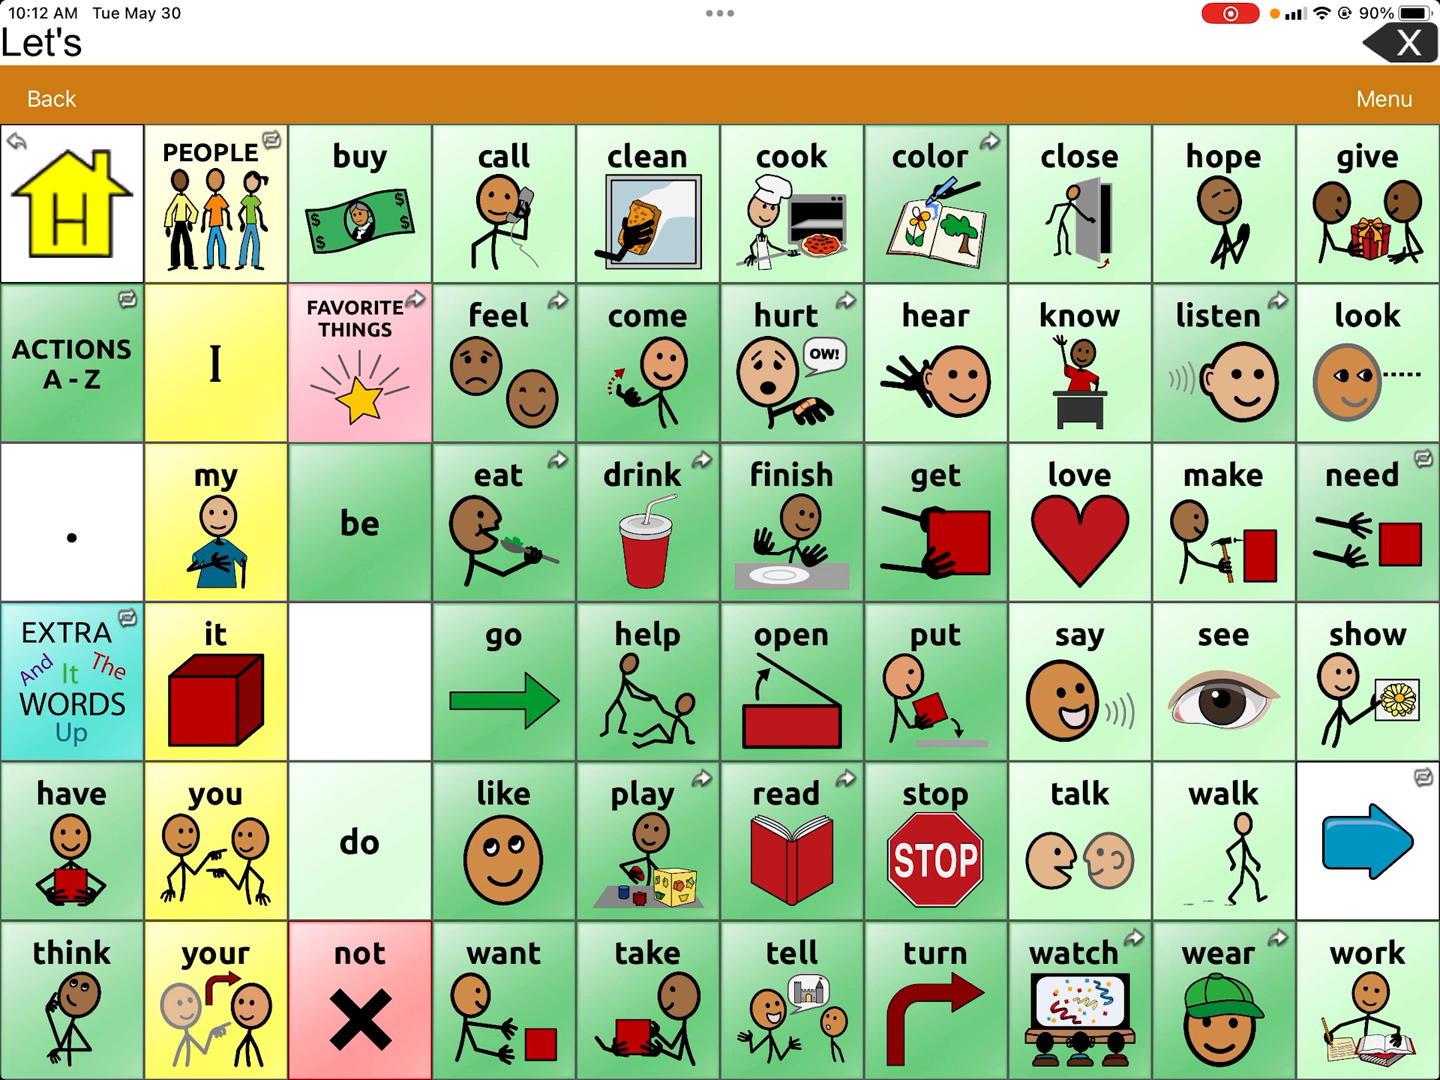 10:12 AM Tue May 30
90%
Let's
X
Back
Menu
H
PEOPLE
buy
call
clean
cook
color
close
hope
give
ACTIONS
A - Z
I
FAVORITE
THINGS
feel
come
hurt
OW!
hear
know
listen
look
.
my
be
eat
drink
finish
get
love
make
need
EXTRA
And It The
WORDS
Up
it
go
help
open
put
say
see
show
have
you
do
like
play
read
stop
STOP
talk
walk
think
your
not
want
take
tell
turn
watch
wear
work